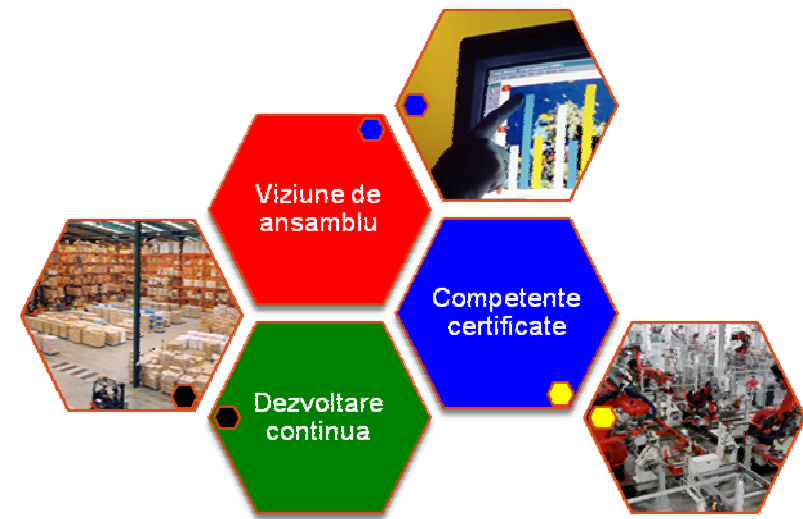 Viziune de
ansamblu
Competente
certificate
Dezvoltare
continua